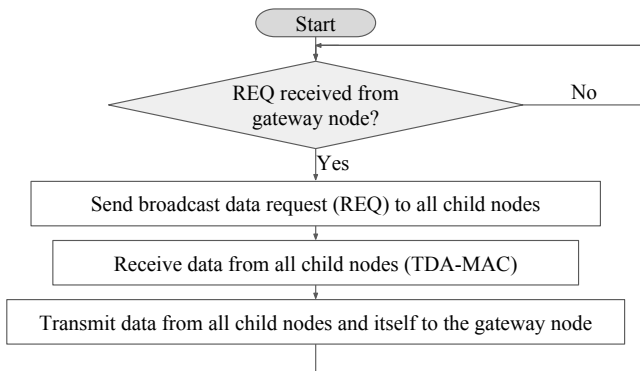 Start
REQ received from
gateway node?
No
Yes
Send broadcast data request (REQ) to all child nodes
Receive data from all child nodes (TDA-MAC)
Transmit data from all child nodes and itself to the gateway node